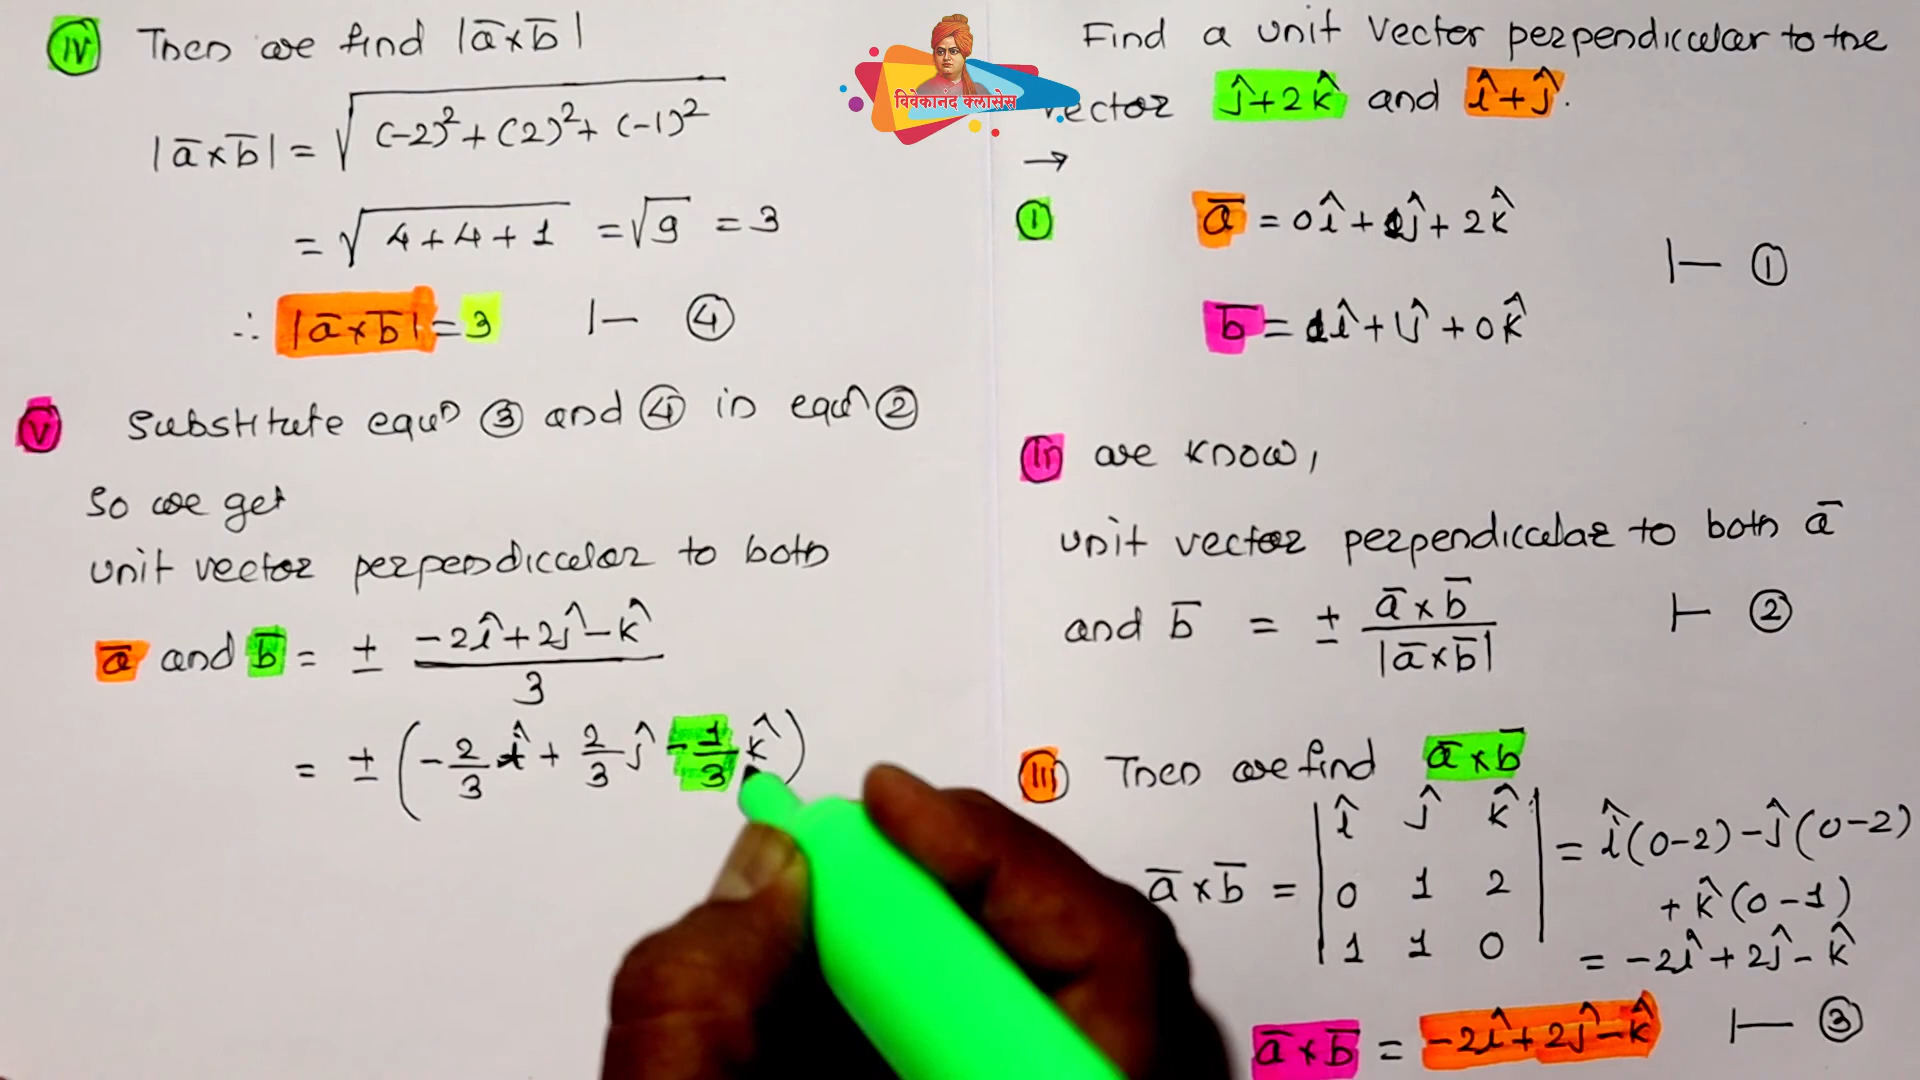 Find a unit vector perpendicular to the
vector ĵ+2k̂ and î+ĵ.
→
I a̅ = 0î + 1ĵ + 2k̂
|— ①
b̅ = 1î + 1ĵ + 0k̂
II we know,
unit vector perpendicular to both a̅
and b̅ = ± a̅×b̅ / |a̅×b̅| |— ②
III Then we find a̅×b̅
a̅×b̅ = | î ĵ k̂ | = î(0-2) - ĵ(0-2)
| 0 1 2 | + k̂(0-1)
| 1 1 0 | = -2î + 2ĵ - k̂
a̅×b̅ = -2î + 2ĵ - k̂ |— ③
IV Then we find |a̅×b̅|
|a̅×b̅| = √((-2)² + (2)² + (-1)²)
= √(4+4+1) = √9 = 3
∴ |a̅×b̅| = 3 |— ④
V Substitute equⁿ ③ and ④ in equⁿ ②
So we get
unit vector perpendicular to both
a̅ and b̅ = ± (-2î + 2ĵ - k̂) / 3
= ± (-2/3 î + 2/3 ĵ - 1/3 k̂)
विवेकानंद क्लासेस